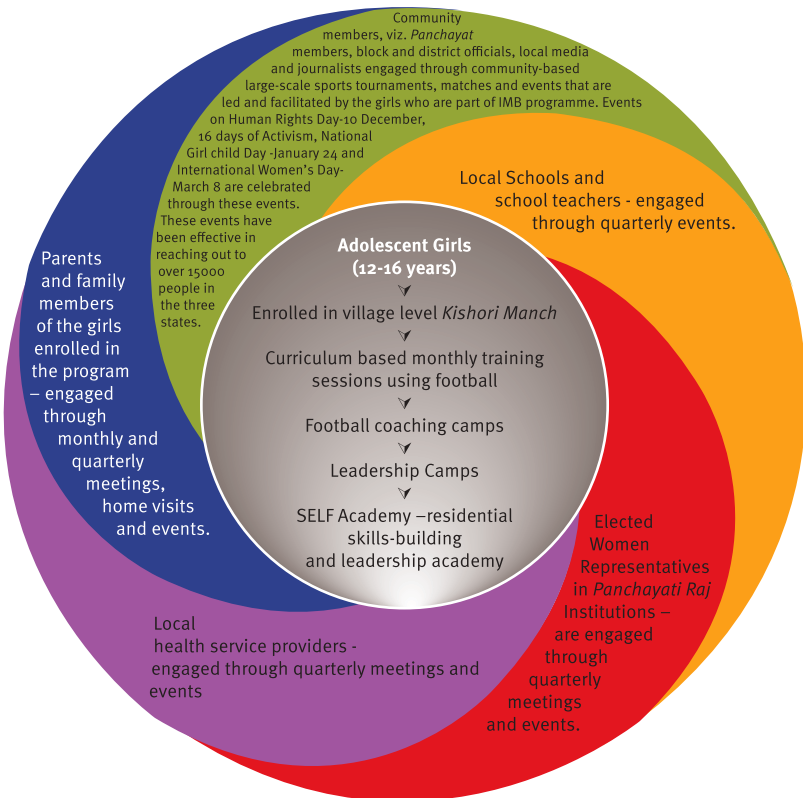 Community
members, viz. Panchayat
members, block and district officials, local media
and journalists engaged through community-based
large-scale sports tournaments, matches and events that are
led and facilitated by the girls who are part of IMB programme. Events
on Human Rights Day-10 December,
16 days of Activism, National
Girl child Day -January 24 and
International Women's Day-
March 8 are celebrated
through these events.
These events have
been effective in
reaching out to
over 15000
people in
the three
states.
Local Schools and
school teachers - engaged
through quarterly events.
Adolescent Girls
(12-16 years)
Enrolled in village level Kishori Manch
Curriculum based monthly training
sessions using football
Football coaching camps
Leadership Camps
SELF Academy –residential
skills-building
and leadership academy
Parents
and family
members
of the girls
enrolled in
the program
– engaged
through
monthly and
quarterly
meetings,
home visits
and events.
Elected
Women
Representatives
in Panchayati Raj
Institutions –
are engaged
through
quarterly
meetings
and events.
Local
health service providers -
engaged through quarterly meetings and
events